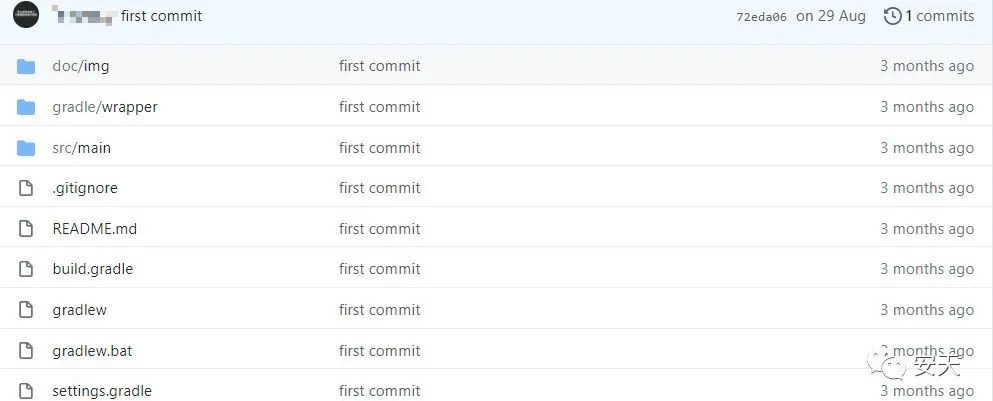 first commit 72eda06 on 29 Aug 1 commits
doc/img first commit 3 months ago
gradle/wrapper first commit 3 months ago
src/main first commit 3 months ago
.gitignore first commit 3 months ago
README.md first commit 3 months ago
build.gradle first commit 3 months ago
gradlew first commit 3 months ago
gradlew.bat first commit 3 months ago
安天
settings.gradle first commit 3 months ago